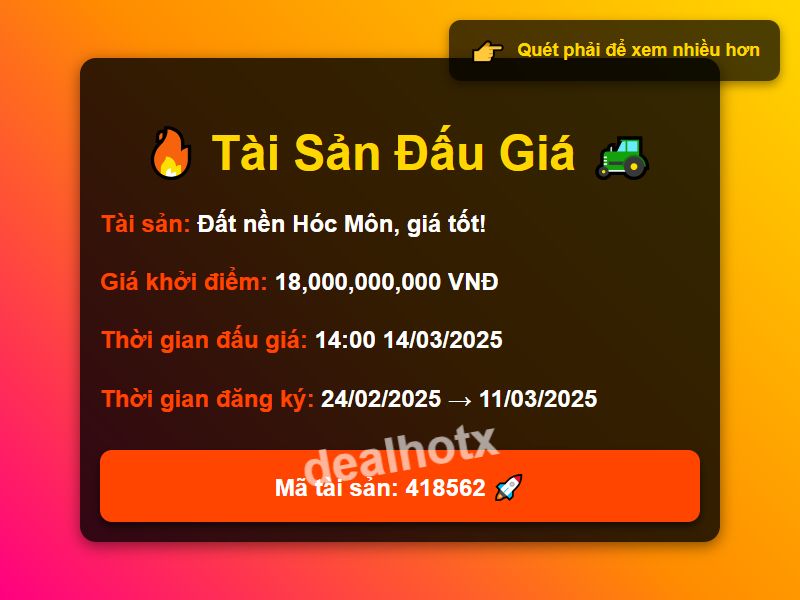 👉 Quét phải để xem nhiều hơn
🔥 Tài Sản Đấu Giá 🚜
Tài sản: Đất nền Hóc Môn, giá tốt!
Giá khởi điểm: 18,000,000,000 VNĐ
Thời gian đấu giá: 14:00 14/03/2025
Thời gian đăng ký: 24/02/2025 → 11/03/2025
dealhotx
Mã tài sản: 418562 🚀